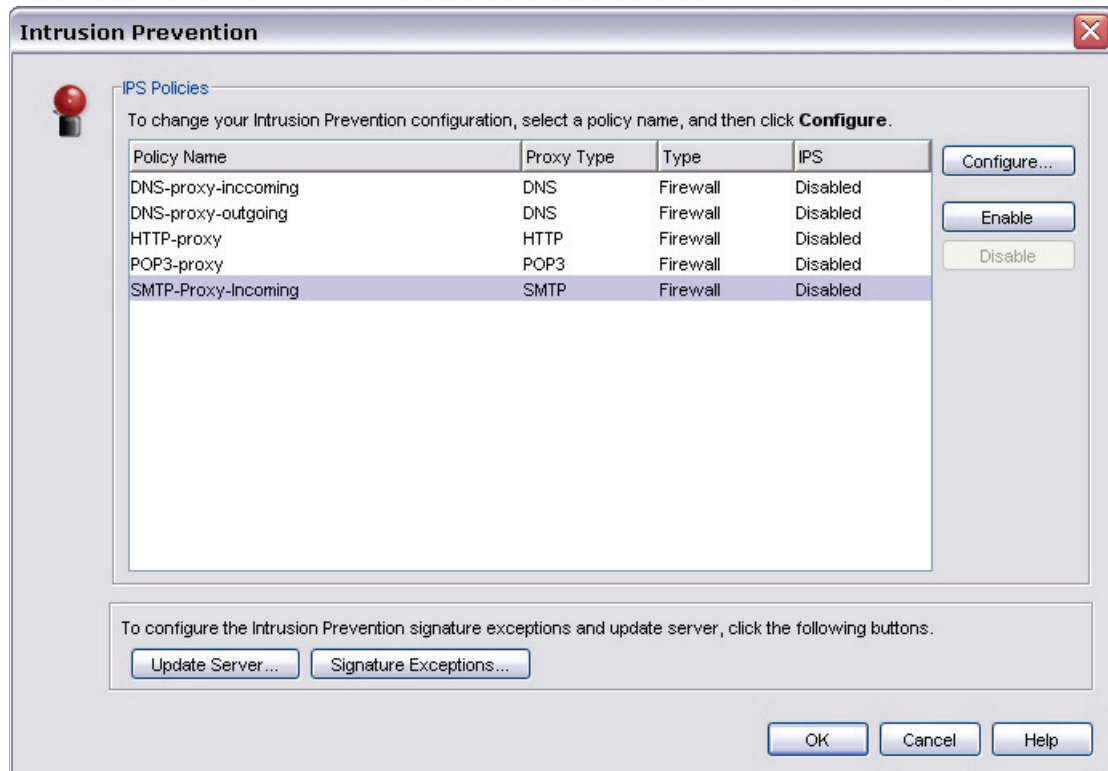 Intrusion Prevention
IPS Policies
To change your Intrusion Prevention configuration, select a policy name, and then click Configure.
Policy Name Proxy Type Type IPS
DNS-proxy-inccoming DNS Firewall Disabled
DNS-proxy-outgoing DNS Firewall Disabled
HTTP-proxy HTTP Firewall Disabled
POP3-proxy POP3 Firewall Disabled
SMTP-Proxy-Incoming SMTP Firewall Disabled
Configure...
Enable
Disable
To configure the Intrusion Prevention signature exceptions and update server, click the following buttons.
Update Server... Signature Exceptions...
OK Cancel Help